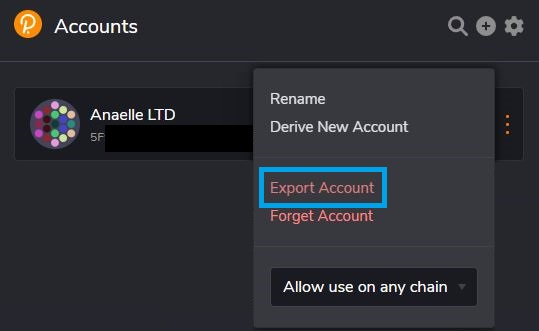 Accounts
Anaelle LTD
5F
Rename
Derive New Account
Export Account
Forget Account
Allow use on any chain